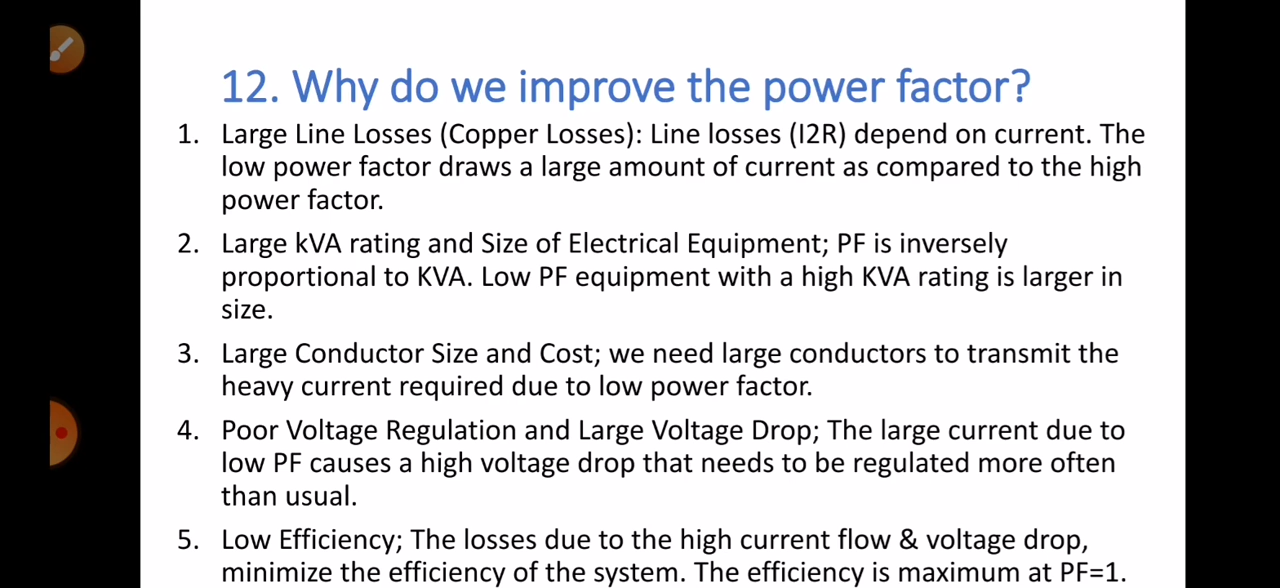 12. Why do we improve the power factor?
1. Large Line Losses (Copper Losses): Line losses (I2R) depend on current. The
low power factor draws a large amount of current as compared to the high
power factor.
2. Large kVA rating and Size of Electrical Equipment; PF is inversely
proportional to KVA. Low PF equipment with a high KVA rating is larger in
size.
3. Large Conductor Size and Cost; we need large conductors to transmit the
heavy current required due to low power factor.
4. Poor Voltage Regulation and Large Voltage Drop; The large current due to
low PF causes a high voltage drop that needs to be regulated more often
than usual.
5. Low Efficiency; The losses due to the high current flow & voltage drop,
minimize the efficiency of the system. The efficiency is maximum at PF=1.